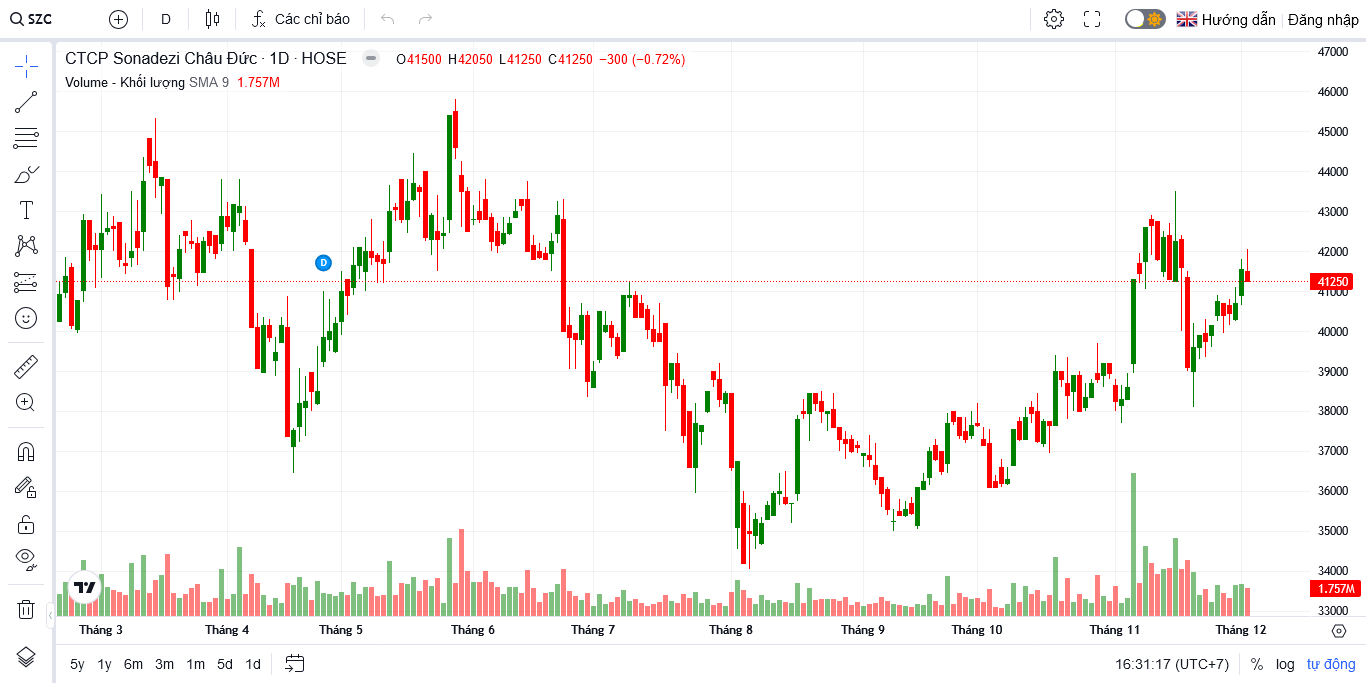 SZC D Các chỉ báo Hướng dẫn Đăng nhập
CTCP Sonadezi Châu Đức · 1D · HOSE O41500 H42050 L41250 C41250 −300 (−0.72%)
Volume - Khối lượng SMA 9 1.757M
47000
46000
45000
44000
43000
42000
41250
41000
40000
39000
38000
37000
36000
35000
34000
1.757M
33000
D
Tháng 3 Tháng 4 Tháng 5 Tháng 6 Tháng 7 Tháng 8 Tháng 9 Tháng 10 Tháng 11 Tháng 12
5y 1y 6m 3m 1m 5d 1d 16:31:17 (UTC+7) % log tự động